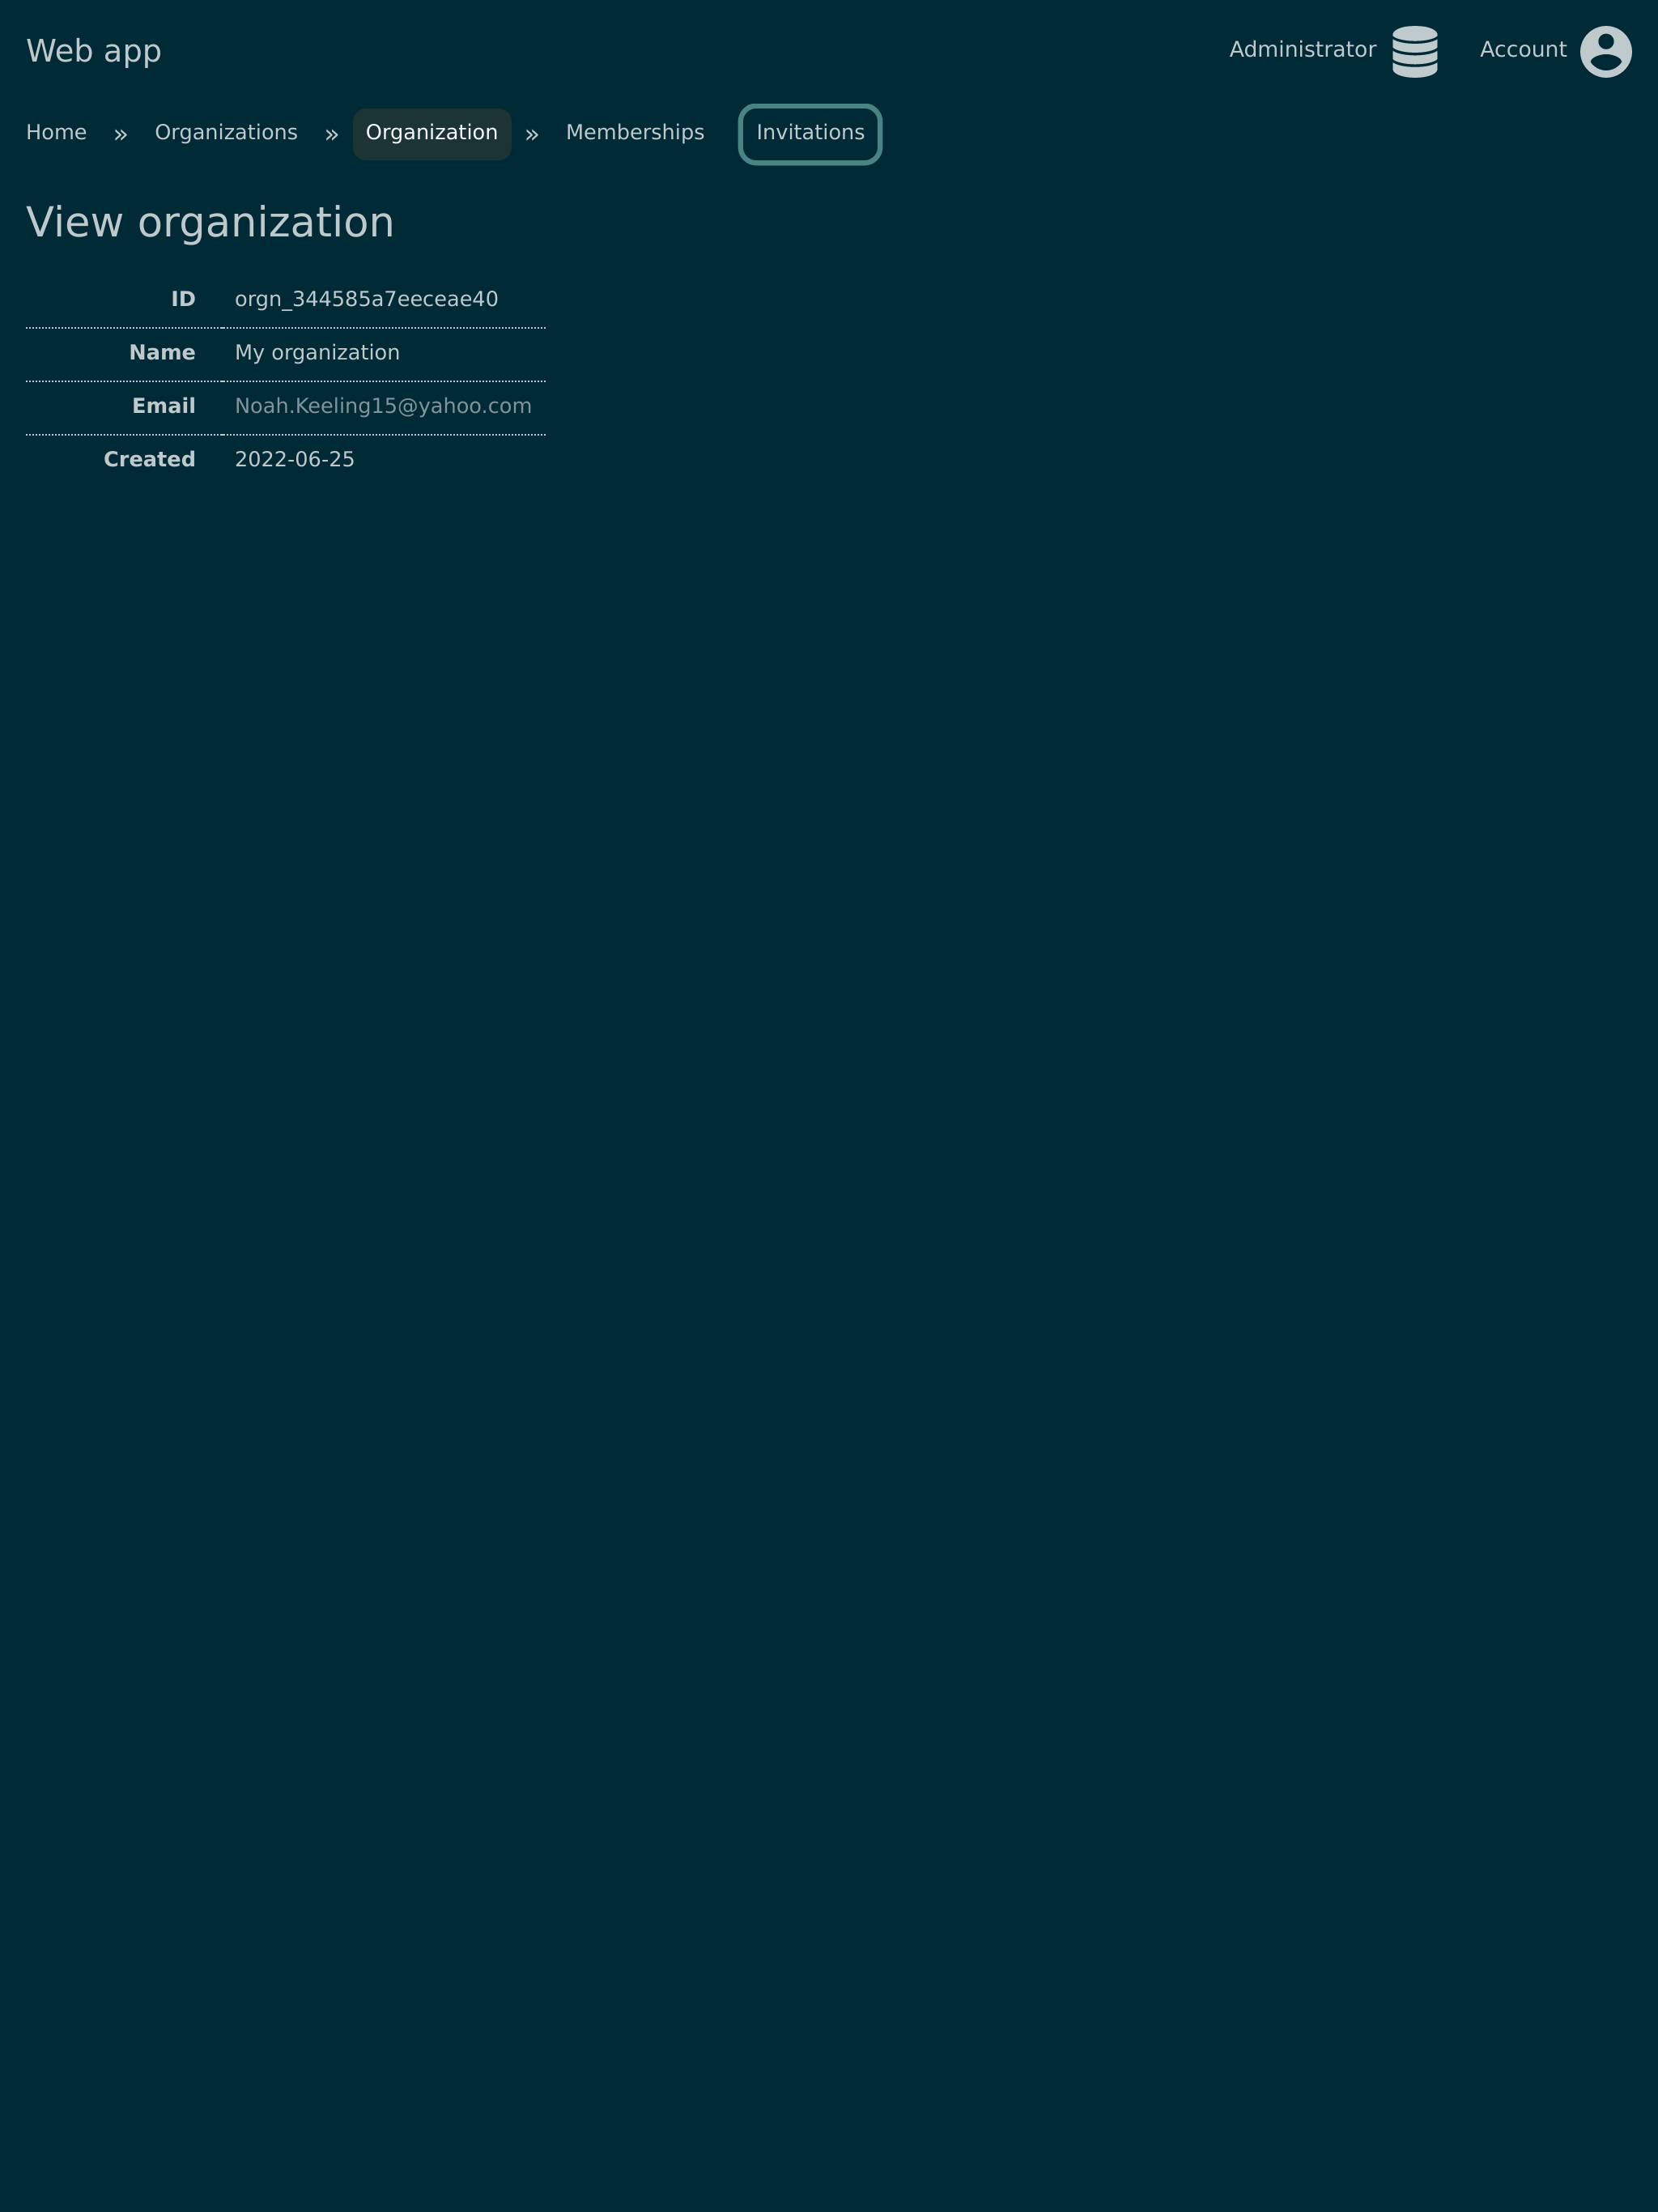 Web app
Administrator
Account
Home » Organizations » Organization » Memberships Invitations
View organization
ID orgn_344585a7eeceae40
Name My organization
Email Noah.Keeling15@yahoo.com
Created 2022-06-25